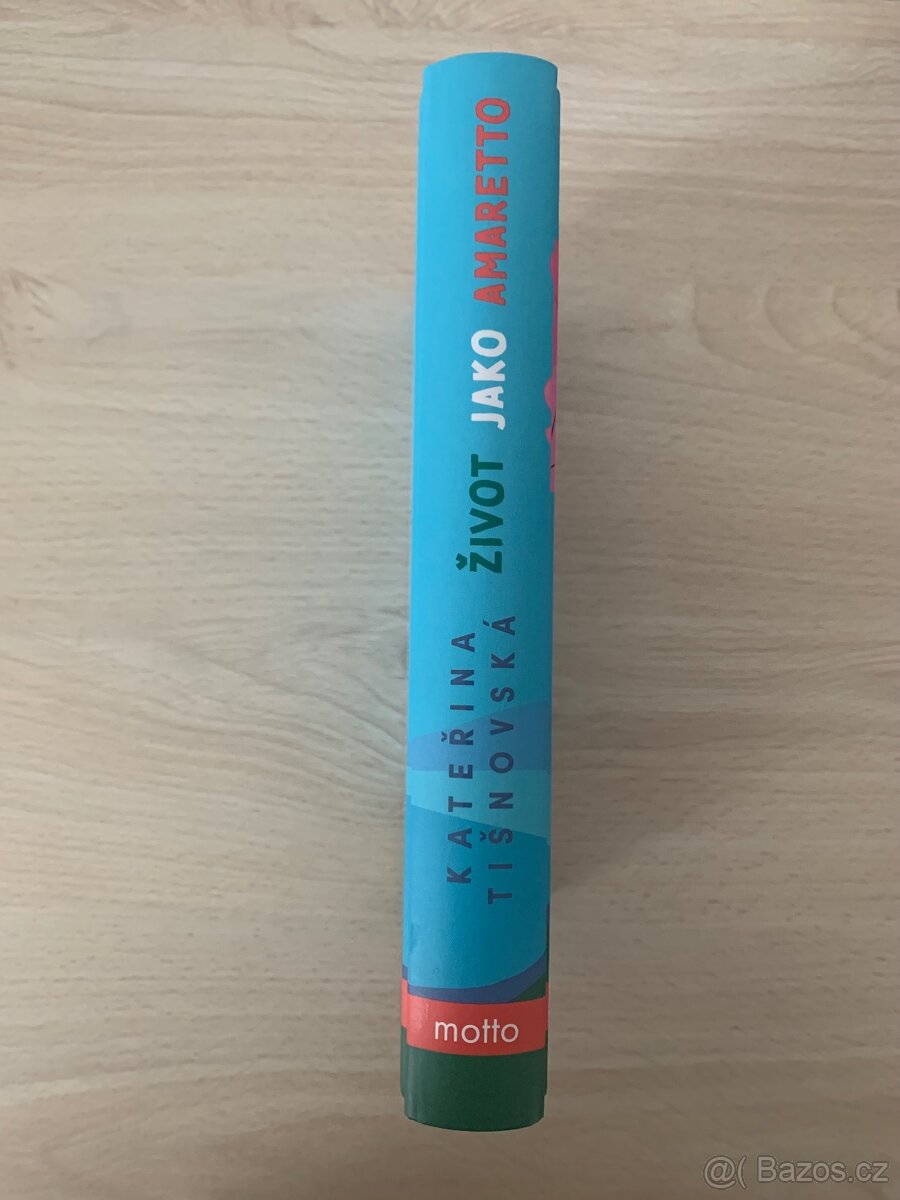 KATEŘINA
TIŠNOVSKÁ
ŽIVOT JAKO AMARETTO
motto
@( Bazos.cz